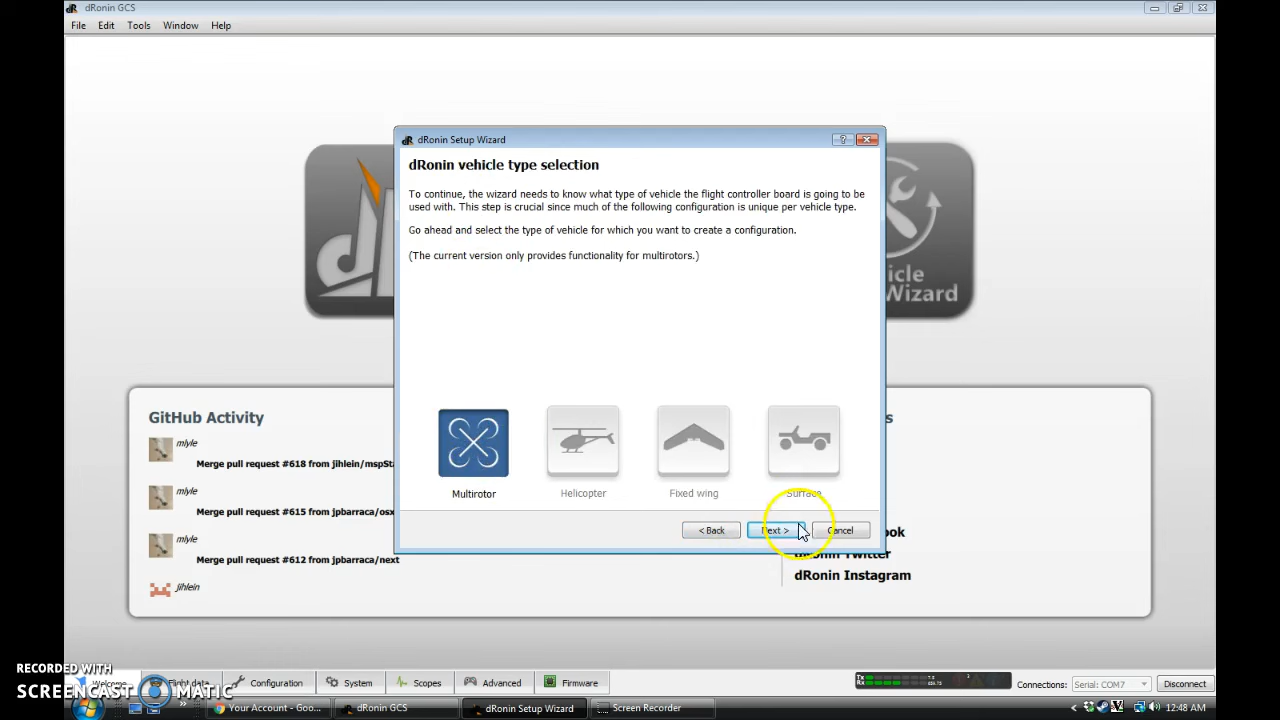 dRonin GCS
File Edit Tools Window Help
dRonin Setup Wizard
dRonin vehicle type selection
To continue, the wizard needs to know what type of vehicle the flight controller board is going to be
used with. This step is crucial since much of the following configuration is unique per vehicle type.
Go ahead and select the type of vehicle for which you want to create a configuration.
(The current version only provides functionality for multirotors.)
icle
Wizard
Multirotor Helicopter Fixed wing Surface
< Back Next > Cancel
GitHub Activity
mlyle
Merge pull request #618 from jihlein/mspSta
mlyle
Merge pull request #615 from jpbarraca/osx
mlyle
Merge pull request #612 from jpbarraca/next
jihlein
s
ook
dRonin Twitter
dRonin Instagram
Welcome Flight data Configuration System Scopes Advanced Firmware
Tx
Rx
Connections: Serial: COM7 Disconnect
RECORDED WITH
SCREENCAST MATIC
Your Account - Goo... dRonin GCS dRonin Setup Wizard Screen Recorder
12:48 AM